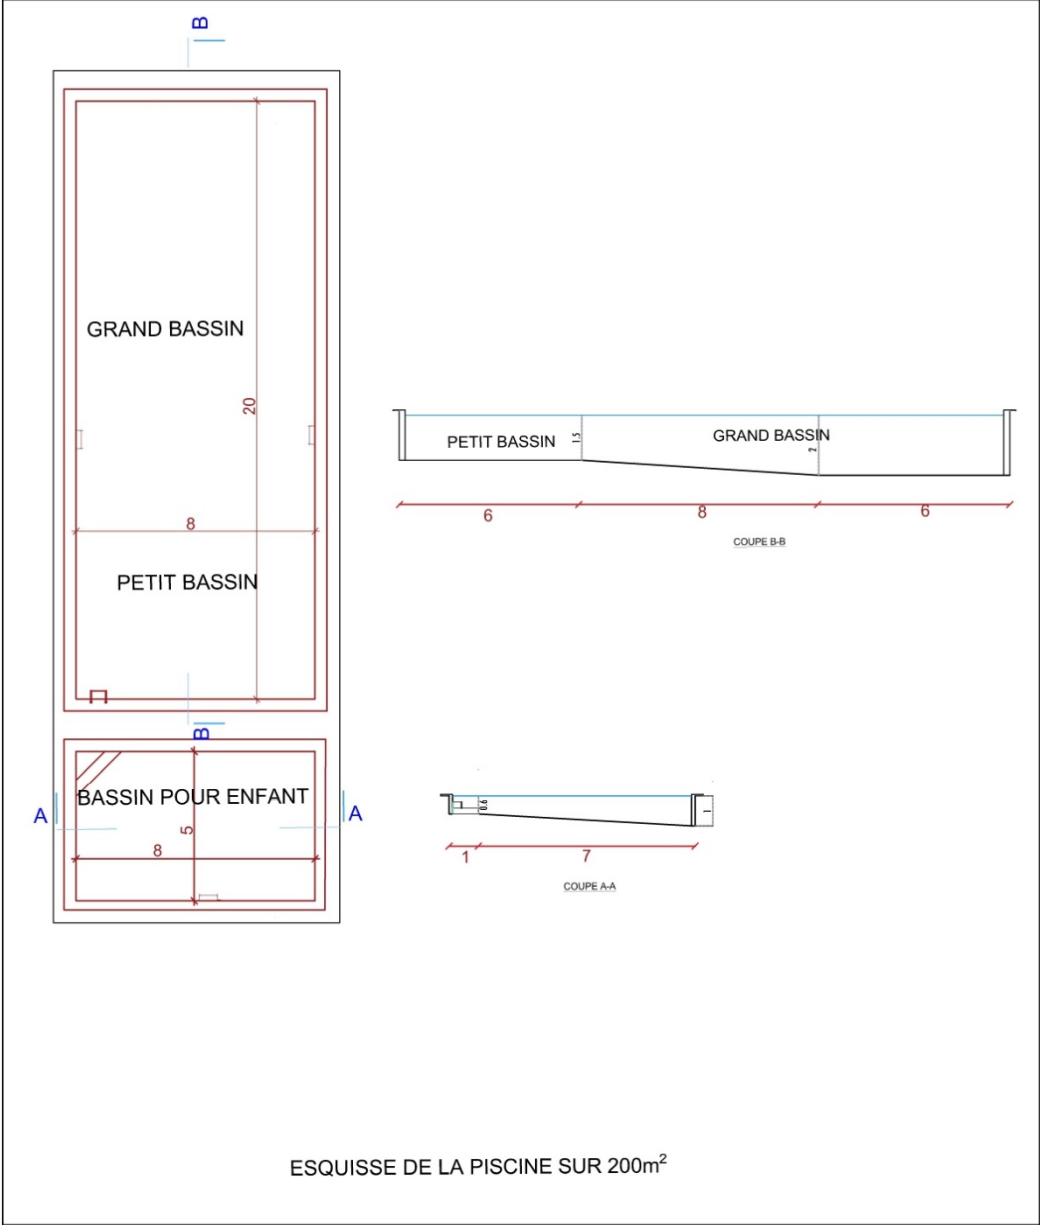 B
GRAND BASSIN
20
8
PETIT BASSIN
B
BASSIN POUR ENFANT
A
A
5
8
PETIT BASSIN
1.5
GRAND BASSIN
2
6
8
6
COUPE B-B
0.6
1
1
7
COUPE A-A
ESQUISSE DE LA PISCINE SUR 200m²